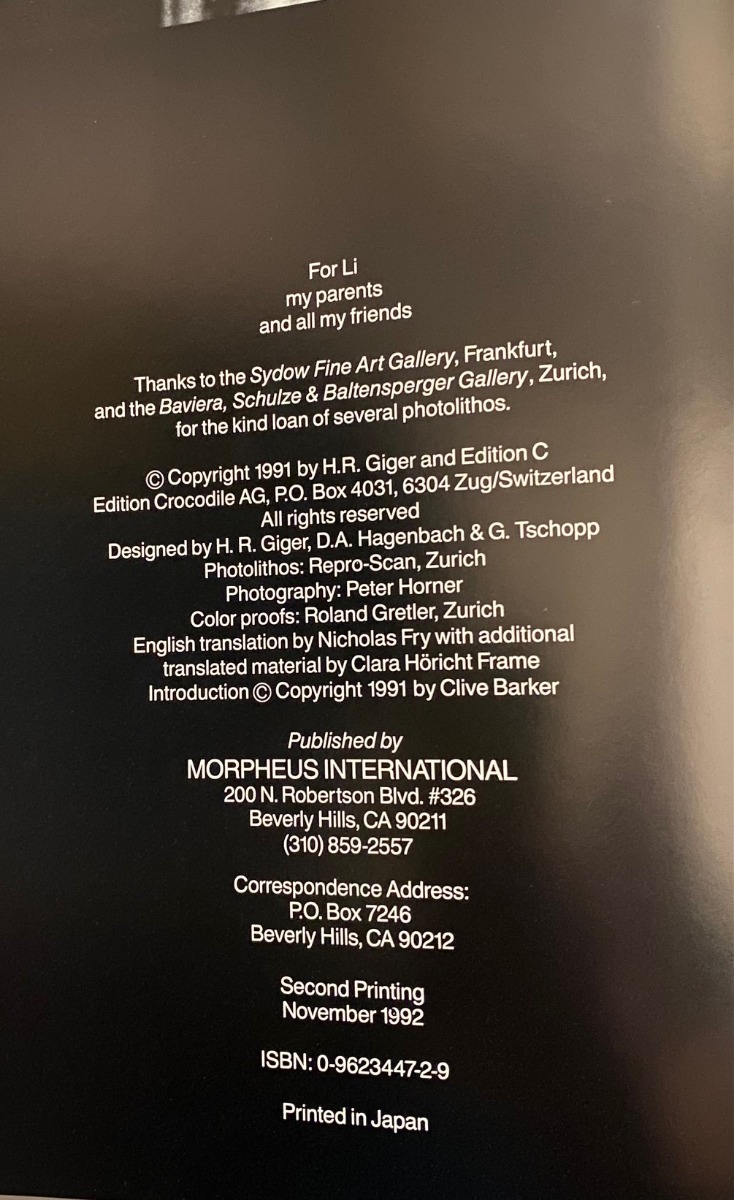 For Li
my parents
and all my friends
Thanks to the Sydow Fine Art Gallery, Frankfurt,
and the Baviera, Schulze & Baltensperger Gallery, Zurich,
for the kind loan of several photolithos.
© Copyright 1991 by H.R. Giger and Edition C
Edition Crocodile AG, P.O. Box 4031, 6304 Zug/Switzerland
All rights reserved
Designed by H. R. Giger, D.A. Hagenbach & G. Tschopp
Photolithos: Repro-Scan, Zurich
Photography: Peter Horner
Color proofs: Roland Gretler, Zurich
English translation by Nicholas Fry with additional
translated material by Clara Höricht Frame
Introduction © Copyright 1991 by Clive Barker
Published by
MORPHEUS INTERNATIONAL
200 N. Robertson Blvd. #326
Beverly Hills, CA 90211
(310) 859-2557
Correspondence Address:
P.O. Box 7246
Beverly Hills, CA 90212
Second Printing
November 1992
ISBN: 0-9623447-2-9
Printed in Japan